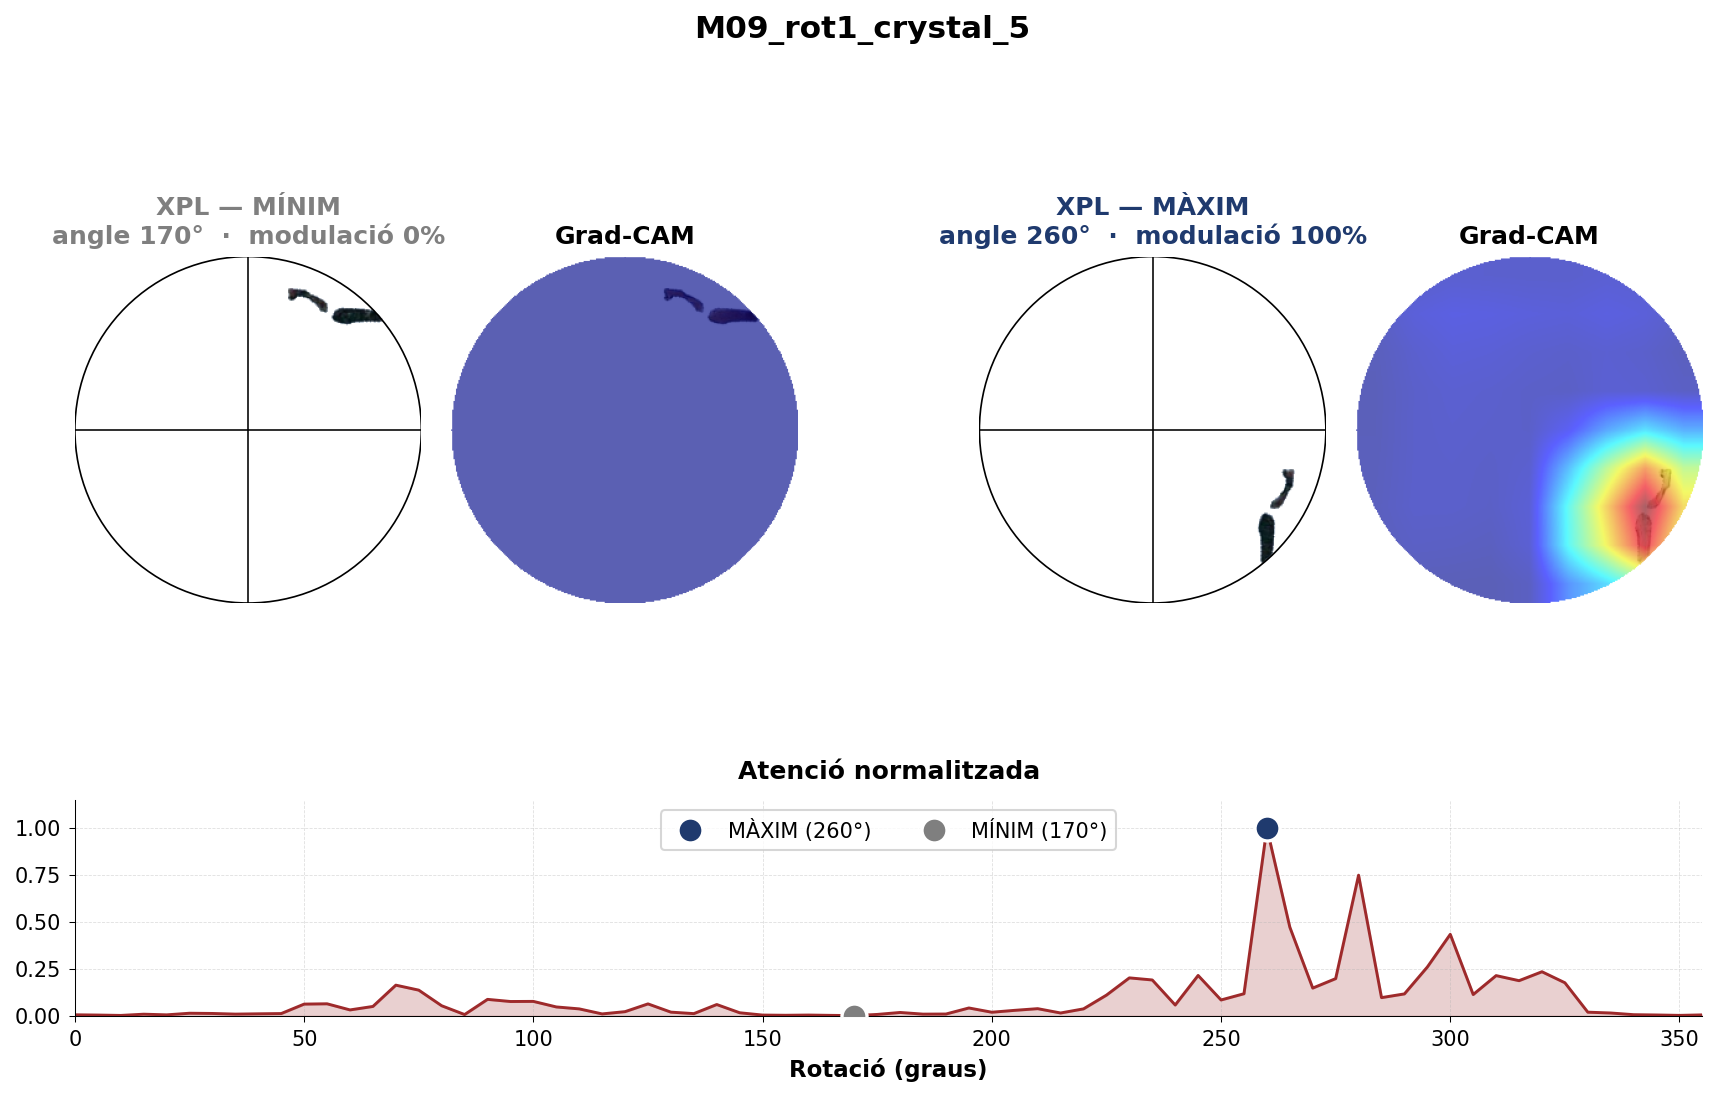 M09_rot1_crystal_5
XPL — MÍNIM
angle 170° · modulació 0%
Grad-CAM
XPL — MÀXIM
angle 260° · modulació 100%
Grad-CAM
Atenció normalitzada
MÀXIM (260°)
MÍNIM (170°)
1.00
0.75
0.50
0.25
0.00
0
50
100
150
200
250
300
350
Rotació (graus)